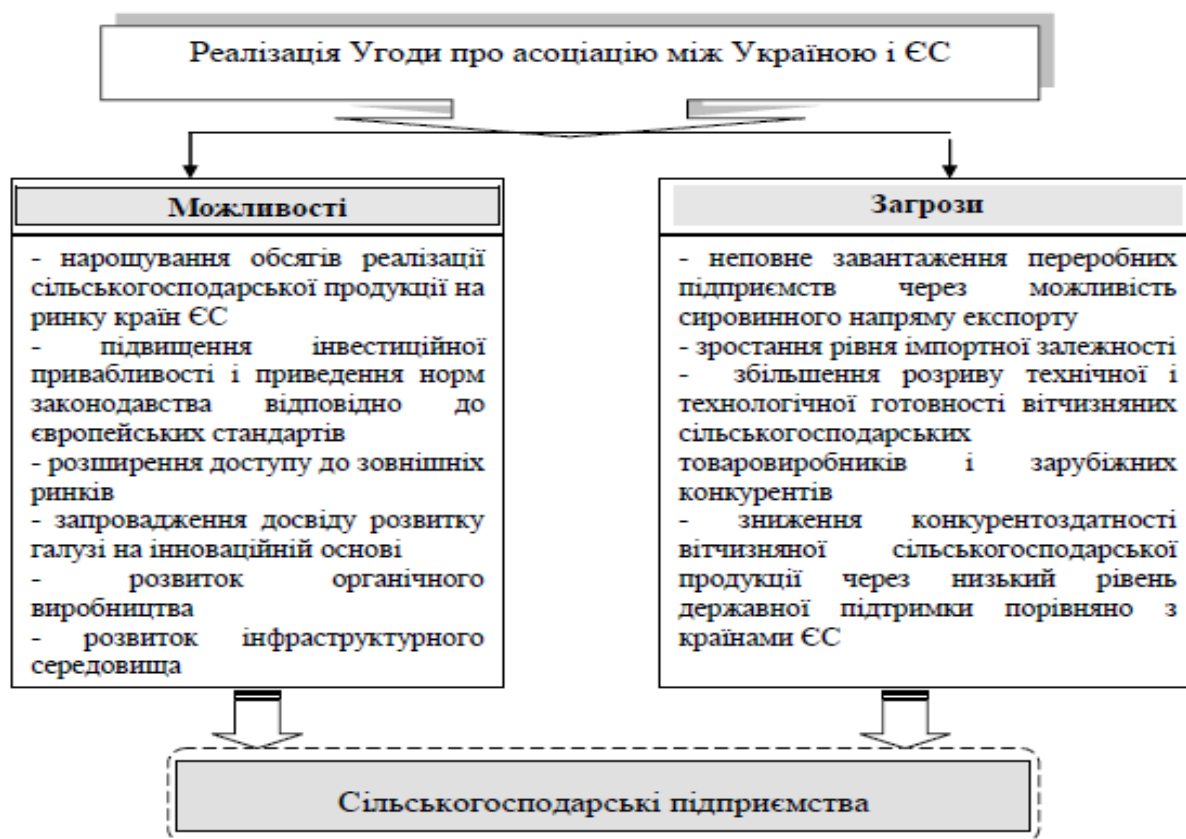 Реалізація Угоди про асоціацію між Україною і ЄС
Можливості
- нарощування обсягів реалізації
сільськогосподарської продукції на
ринку країн ЄС
- підвищення інвестиційної
привабливості і приведення норм
законодавства відповідно до
європейських стандартів
- розширення доступу до зовнішніх
ринків
- запровадження досвіду розвитку
галузі на інноваційній основі
- розвиток органічного
виробництва
- розвиток інфраструктурного
середовища
Загрози
- неповне завантаження переробних
підприємств через можливість
сировинного напряму експорту
- зростання рівня імпортної залежності
- збільшення розриву технічної і
технологічної готовності вітчизняних
сільськогосподарських
товаровиробників і зарубіжних
конкурентів
- зниження конкурентоздатності
вітчизняної сільськогосподарської
продукції через низький рівень
державної підтримки порівняно з
країнами ЄС
Сільськогосподарські підприємства